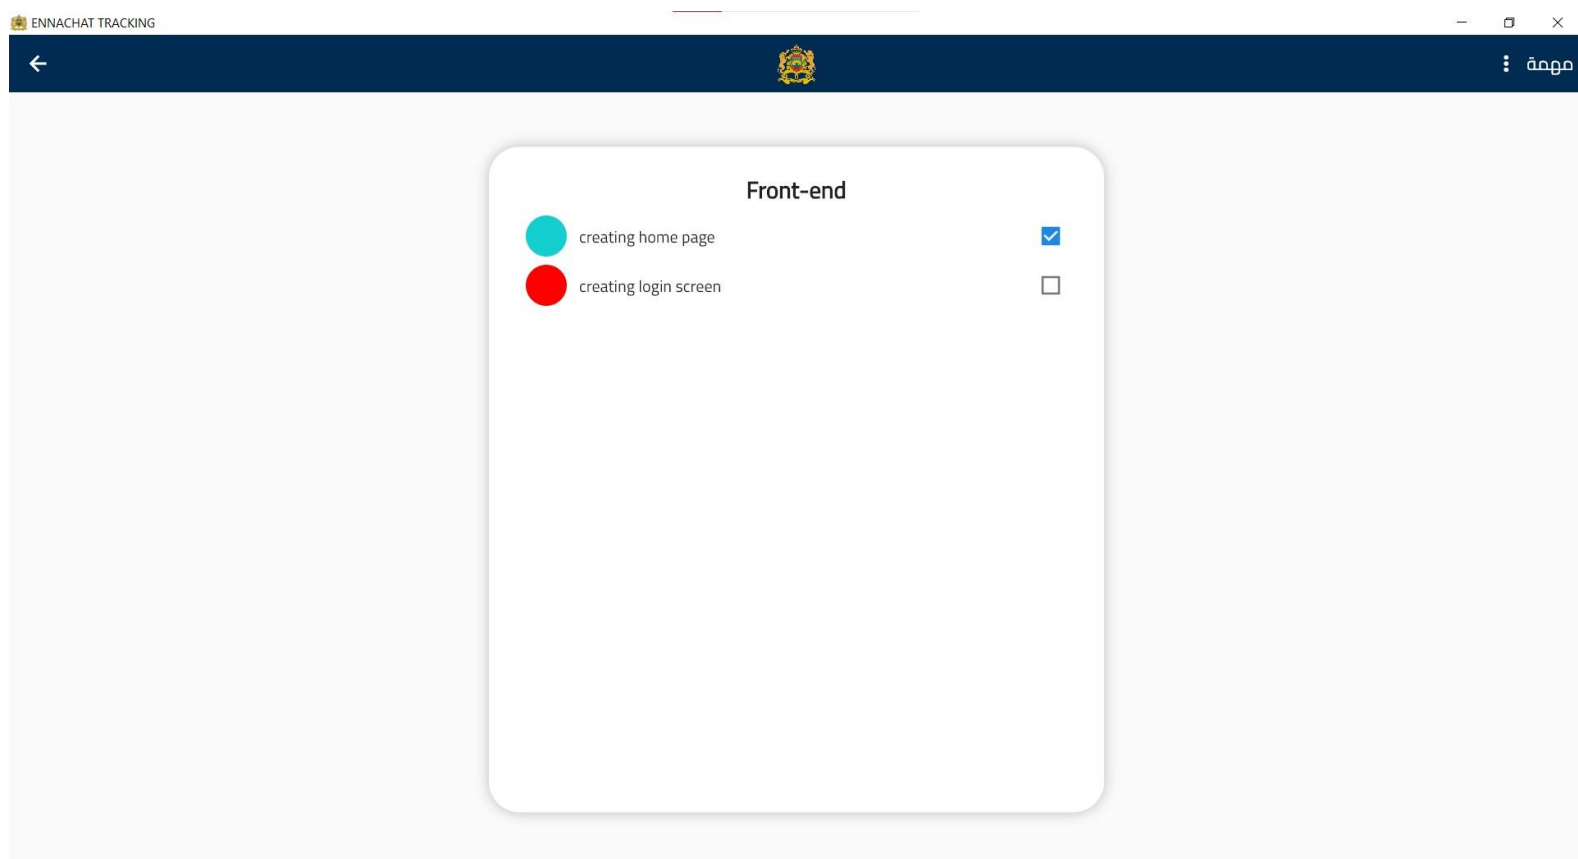 ENNACHAT TRACKING
مهمة
Front-end
creating home page
creating login screen